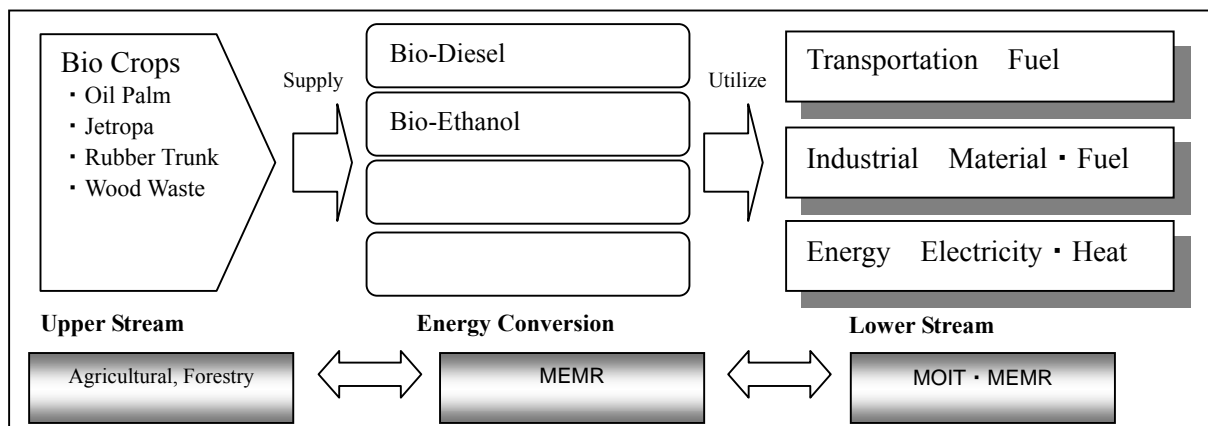 Bio Crops
・Oil Palm
・Jetropa
・Rubber Trunk
・Wood Waste
Supply
Bio-Diesel
Bio-Ethanol
Utilize
Transportation Fuel
Industrial Material・Fuel
Energy Electricity・Heat
Upper Stream
Energy Conversion
Lower Stream
Agricultural, Forestry
MEMR
MOIT・MEMR